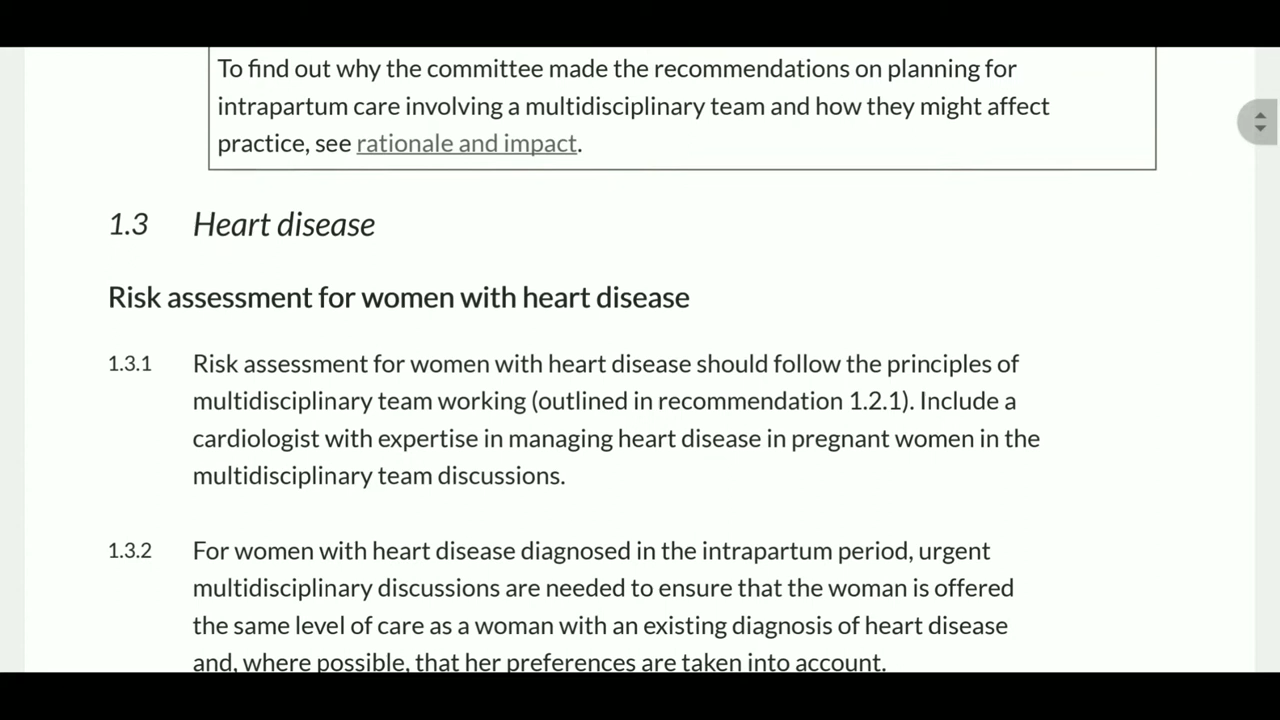 To find out why the committee made the recommendations on planning for
intrapartum care involving a multidisciplinary team and how they might affect
practice, see rationale and impact.
1.3 Heart disease
Risk assessment for women with heart disease
1.3.1 Risk assessment for women with heart disease should follow the principles of
multidisciplinary team working (outlined in recommendation 1.2.1). Include a
cardiologist with expertise in managing heart disease in pregnant women in the
multidisciplinary team discussions.
1.3.2 For women with heart disease diagnosed in the intrapartum period, urgent
multidisciplinary discussions are needed to ensure that the woman is offered
the same level of care as a woman with an existing diagnosis of heart disease
and, where possible, that her preferences are taken into account.